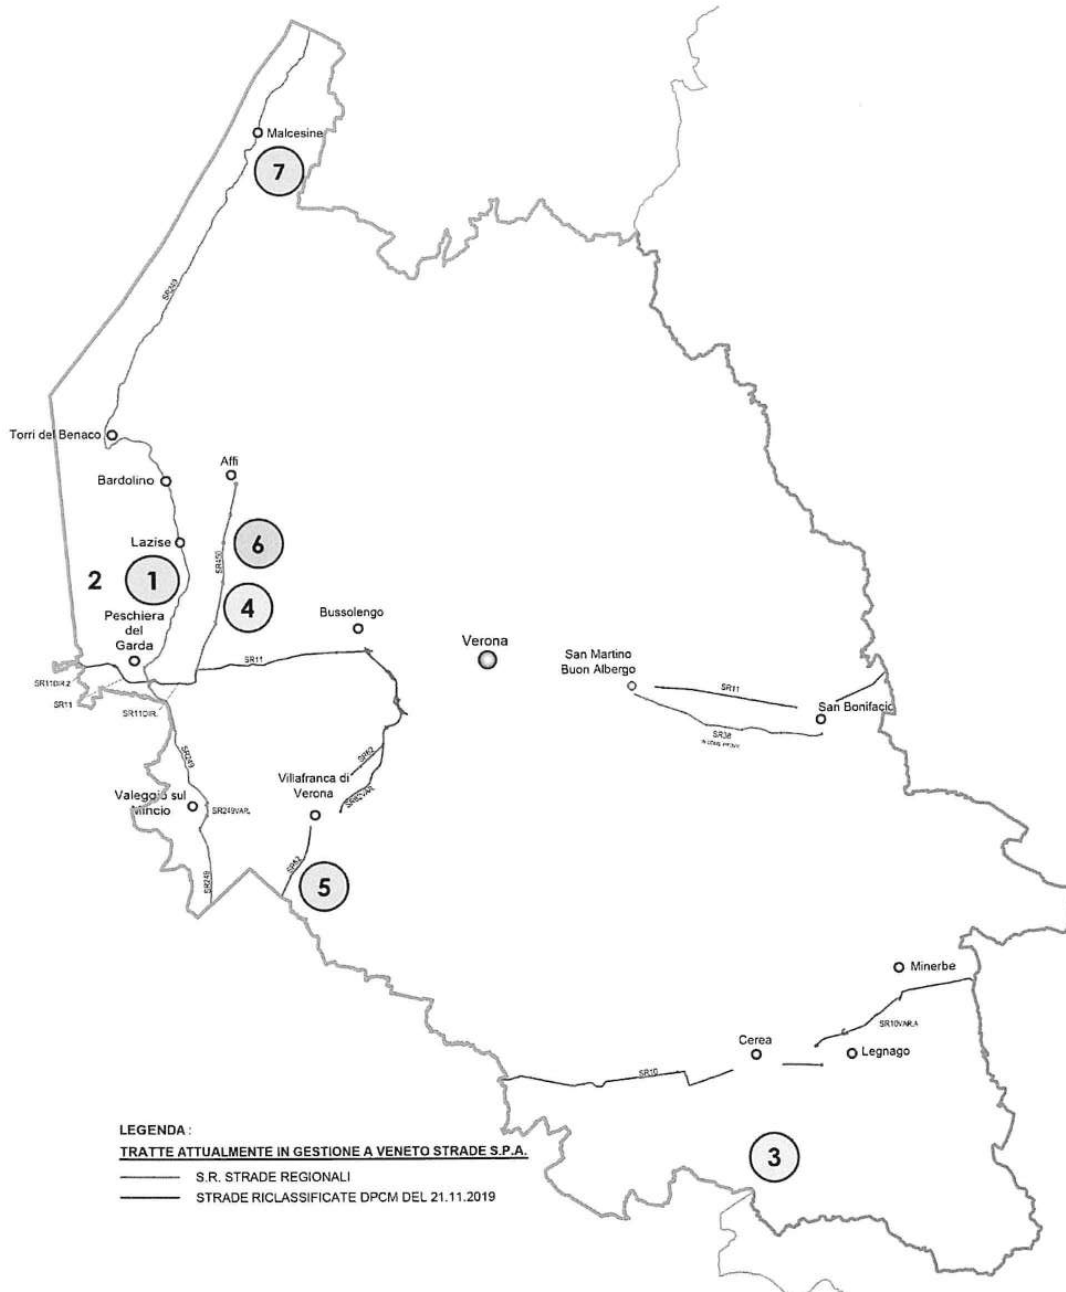 Malcesine
7
SR249
Torri del Benaco
Affi
Bardolino
Lazise
6
SR450
2
1
4
Peschiera
del
Garda
Bussolengo
Verona
San Martino
Buon Albergo
SR11
SR11
SR11DIR.2
SR11
SR11DIR.
San Bonifacio
SR38
SR249
SR62
Villafranca di
Verona
SR62VAR.
Valeggio sul
Mincio
SR249VAR.
SR62
SR249
5
Minerbe
SR10VAR.A
Cerea
Legnago
SR10
LEGENDA :
TRATTE ATTUALMENTE IN GESTIONE A VENETO STRADE S.P.A.
3
S.R. STRADE REGIONALI
STRADE RICLASSIFICATE DPCM DEL 21.11.2019